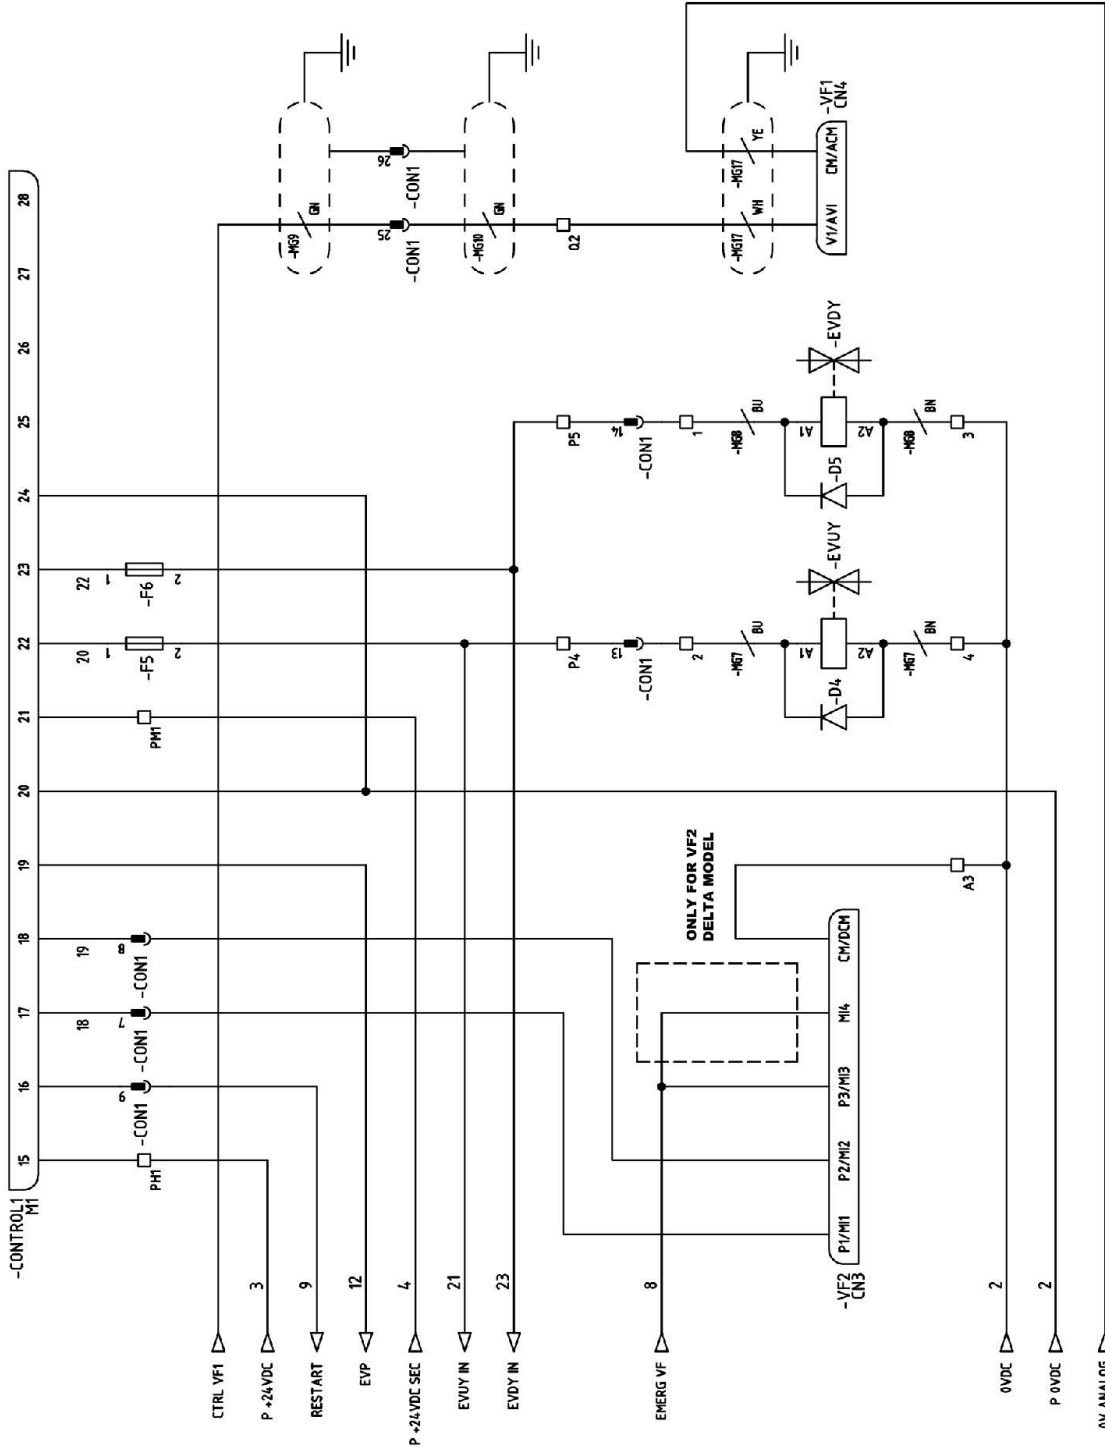 -CONTROL1
M1
15
16
17
18
19
20
21
22
23
24
25
26
27
28
PH1
9
-CON1
18
7
-CON1
19
8
-CON1
PM1
20
1
2
-F5
22
1
2
-F6
-MG9
GN
25
-CON1
26
-CON1
-MG10
GN
Q2
-MG17
WH
-MG17
YE
V1/AVI
CM/ACM
-VF1
CN4
P4
13
-CON1
2
-MG7
BU
A1
A2
-D4
-EVUY
-MG7
BN
4
P5
14
-CON1
1
-MG8
BU
A1
A2
-D5
-EVDY
-MG8
BN
3
ONLY FOR VF2
DELTA MODEL
A3
-VF2
CN3
P1/MI1
P2/MI2
P3/MI3
MI4
CM/DCM
CTRL VF1
P +24VDC
3
RESTART
9
EVP
12
P +24VDC SEC
4
EVUY IN
21
EVDY IN
23
EMERG VF
8
0VDC
2
P 0VDC
2
0V ANALOG